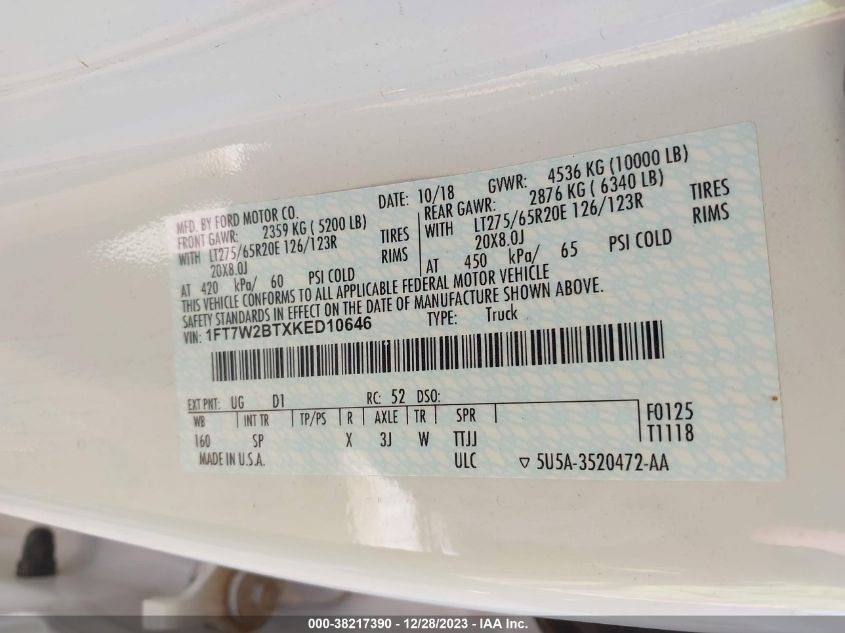 MFD. BY FORD MOTOR CO. DATE: 10/18 GVWR: 4536 KG (10000 LB)
FRONT GAWR: 2359 KG ( 5200 LB) REAR GAWR: 2876 KG ( 6340 LB)
WITH LT275/65R20E 126/123R TIRES WITH LT275/65R20E 126/123R TIRES
20X8.0J RIMS 20X8.0J RIMS
AT 420 kPa/ 60 PSI COLD AT 450 kPa/ 65 PSI COLD
THIS VEHICLE CONFORMS TO ALL APPLICABLE FEDERAL MOTOR VEHICLE
SAFETY STANDARDS IN EFFECT ON THE DATE OF MANUFACTURE SHOWN ABOVE.
VIN: 1FT7W2BTXKED10646 TYPE: Truck
EXT PNT: UG D1 RC: 52 DSO:
WB INT TR TP/PS R AXLE TR SPR F0125
160 SP X 3J W TTJJ T1118
MADE IN U.S.A. ULC 5U5A-3520472-AA
000-38217390 - 12/28/2023 - IAA Inc.